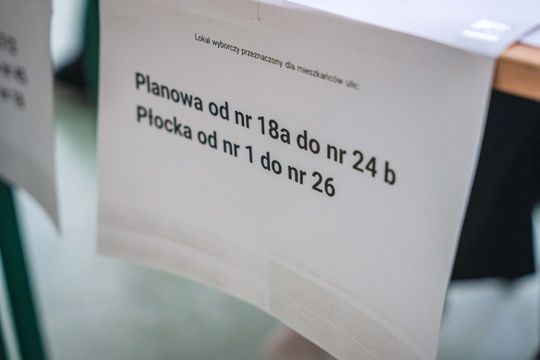 Lokal wyborczy przeznaczony dla mieszkańców ulic:
Planowa od nr 18a do nr 24 b
Płocka od nr 1 do nr 26